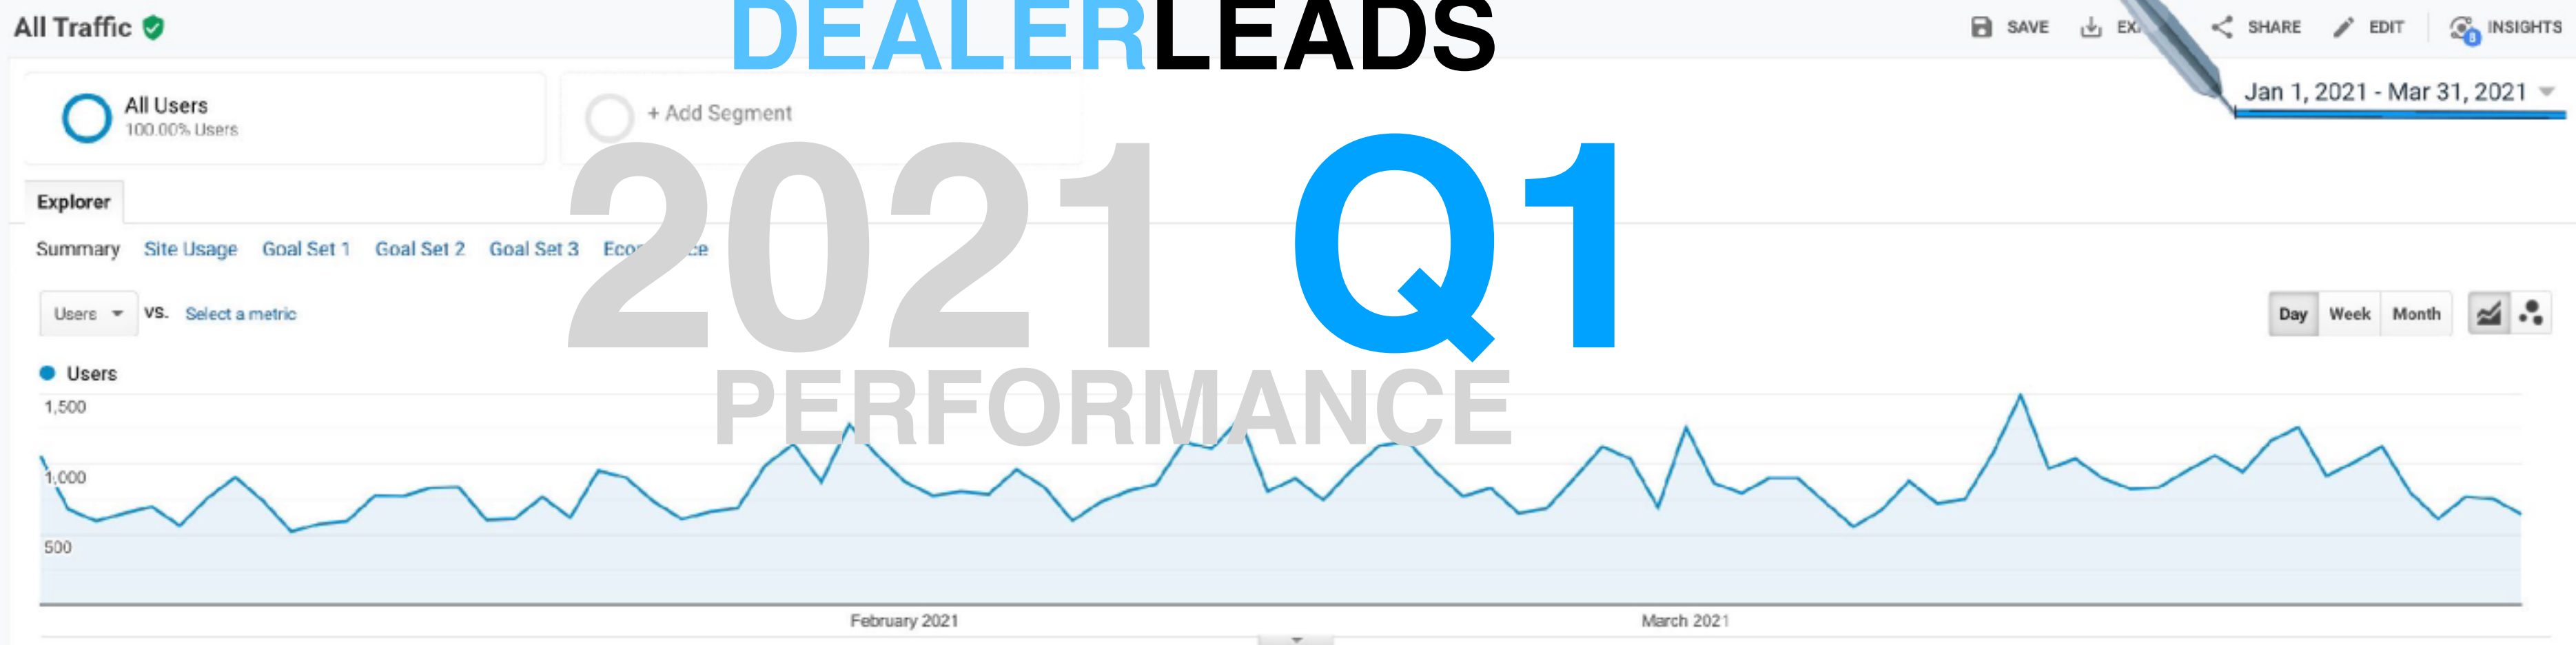 All Traffic
DEALERLEADS
SAVE
SHARE
EDIT
INSIGHTS
All Users
100.00% Users
+ Add Segment
Jan 1, 2021 - Mar 31, 2021
2021 Q1
Explorer
Summary Site Usage Goal Set 1 Goal Set 2 Goal Set 3
Users VS. Select a metric
Day Week Month
PERFORMANCE
Users
1,500
1,000
500
February 2021
March 2021